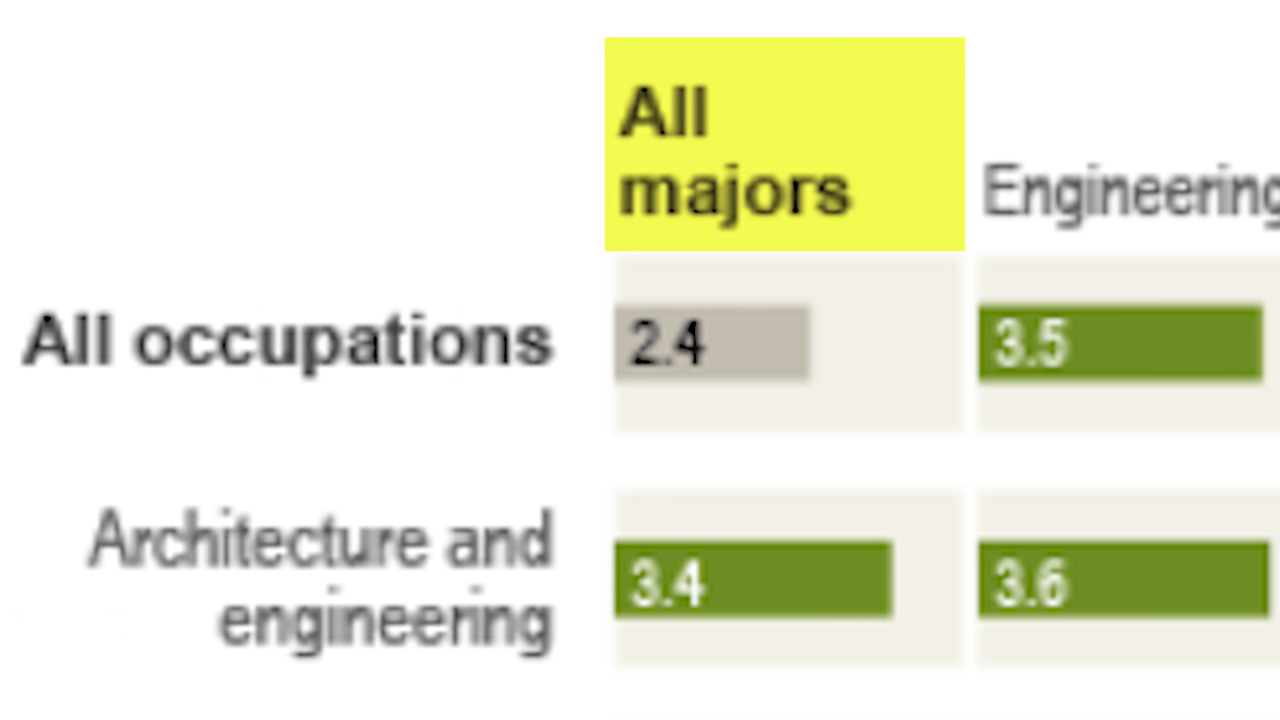 All
majors
Engineering
All occupations
2.4
3.5
Architecture and
engineering
3.4
3.6